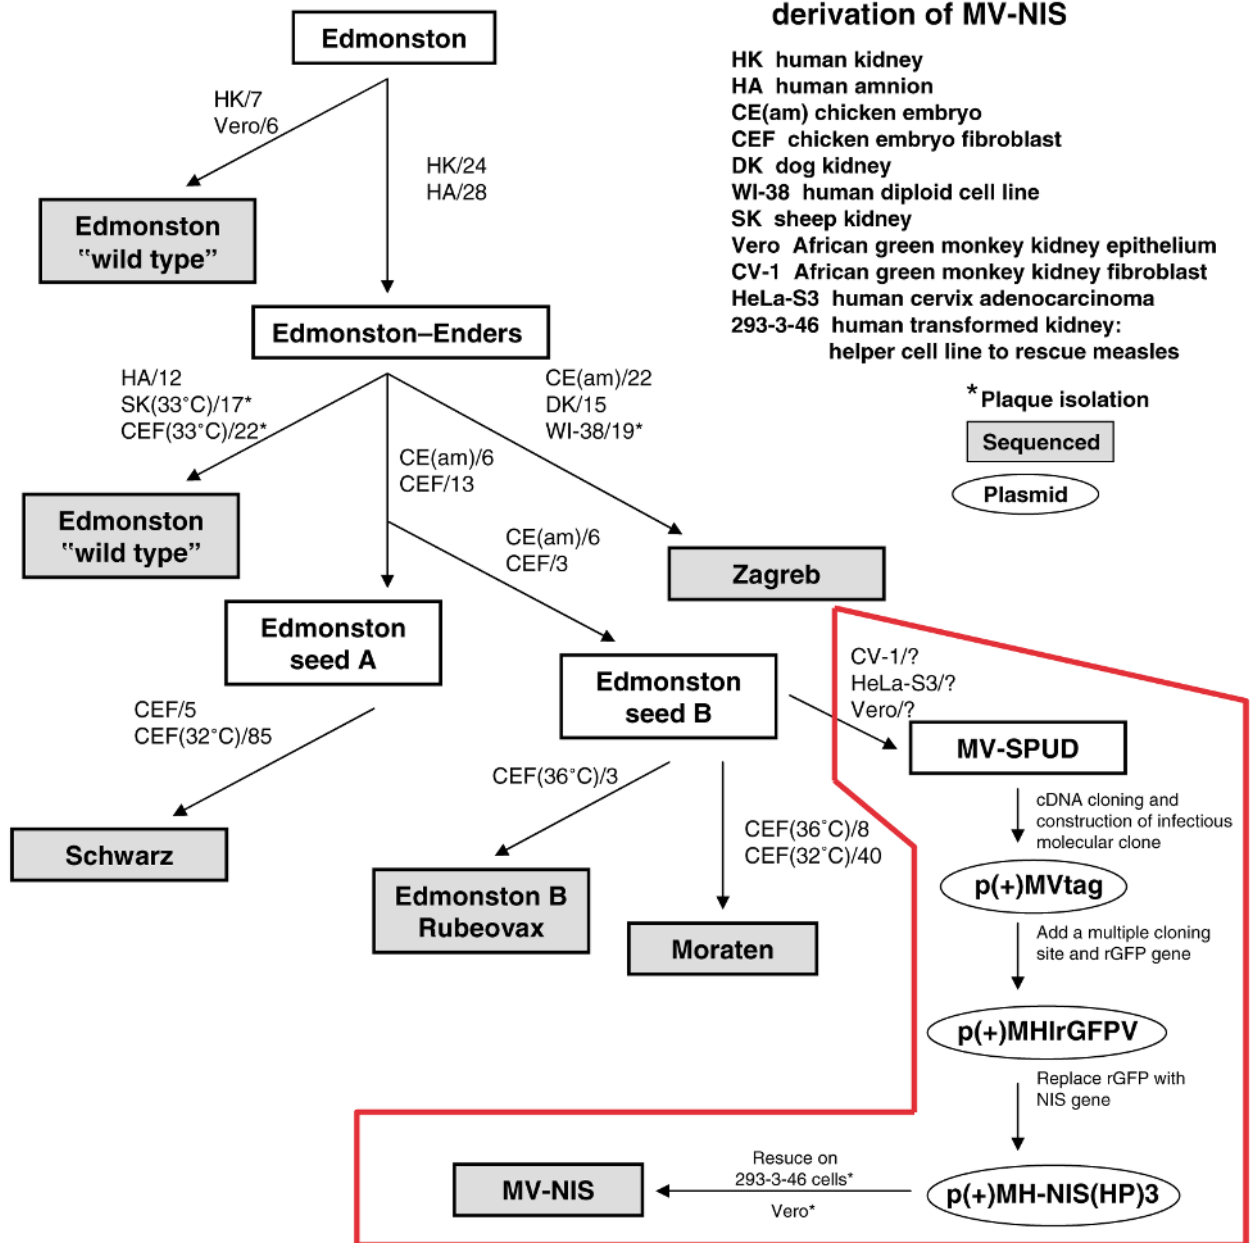 derivation of MV-NIS
HK human kidney
HA human amnion
CE(am) chicken embryo
CEF chicken embryo fibroblast
DK dog kidney
WI-38 human diploid cell line
SK sheep kidney
Vero African green monkey kidney epithelium
CV-1 African green monkey kidney fibroblast
HeLa-S3 human cervix adenocarcinoma
293-3-46 human transformed kidney:
helper cell line to rescue measles
*Plaque isolation
Sequenced
Plasmid
Edmonston
HK/7
Vero/6
HK/24
HA/28
Edmonston
"wild type"
Edmonston–Enders
HA/12
SK(33˚C)/17*
CEF(33˚C)/22*
CE(am)/6
CEF/13
CE(am)/22
DK/15
WI-38/19*
Edmonston
"wild type"
CE(am)/6
CEF/3
Zagreb
Edmonston
seed A
Edmonston
seed B
CV-1/?
HeLa-S3/?
Vero/?
MV-SPUD
CEF/5
CEF(32˚C)/85
CEF(36˚C)/3
CEF(36˚C)/8
CEF(32˚C)/40
Schwarz
Edmonston B
Rubeovax
Moraten
cDNA cloning and
construction of infectious
molecular clone
p(+)MVtag
Add a multiple cloning
site and rGFP gene
p(+)MHIrGFPV
Replace rGFP with
NIS gene
p(+)MH-NIS(HP)3
Resuce on
293-3-46 cells*
Vero*
MV-NIS